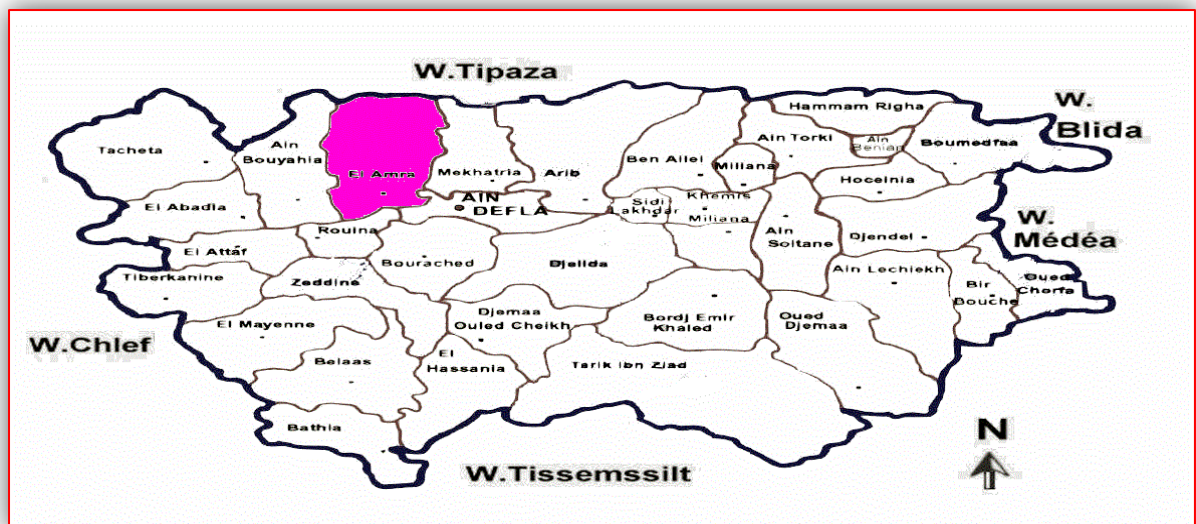 W.Tipaza
W.
Blida
Hammam Righa
Ain Torki
Ain
Benian
Boumedfaa
Tacheta
Ain
Bouyahia
El Amra
Mekhatria
Arib
Ben Allel
Miliana
Hoceinia
El Abadia
AIN
DEFLA
Sidi
Lakhdar
Khemis
Miliana
Ain
Soltane
Djendel
W.
Médéa
El Attaf
Rouina
Bourached
Djelida
Tiberkanine
Zeddine
Ain Lechiekh
Bir
Bouche
Oued
Chorfa
El Mayenne
Djemaa
Ouled Cheikh
Bordj Emir
Khaled
Oued
Djemaa
W.Chlef
Belaas
El
Hassania
Tarik Ibn Ziad
Bathia
W.Tissemssilt
N